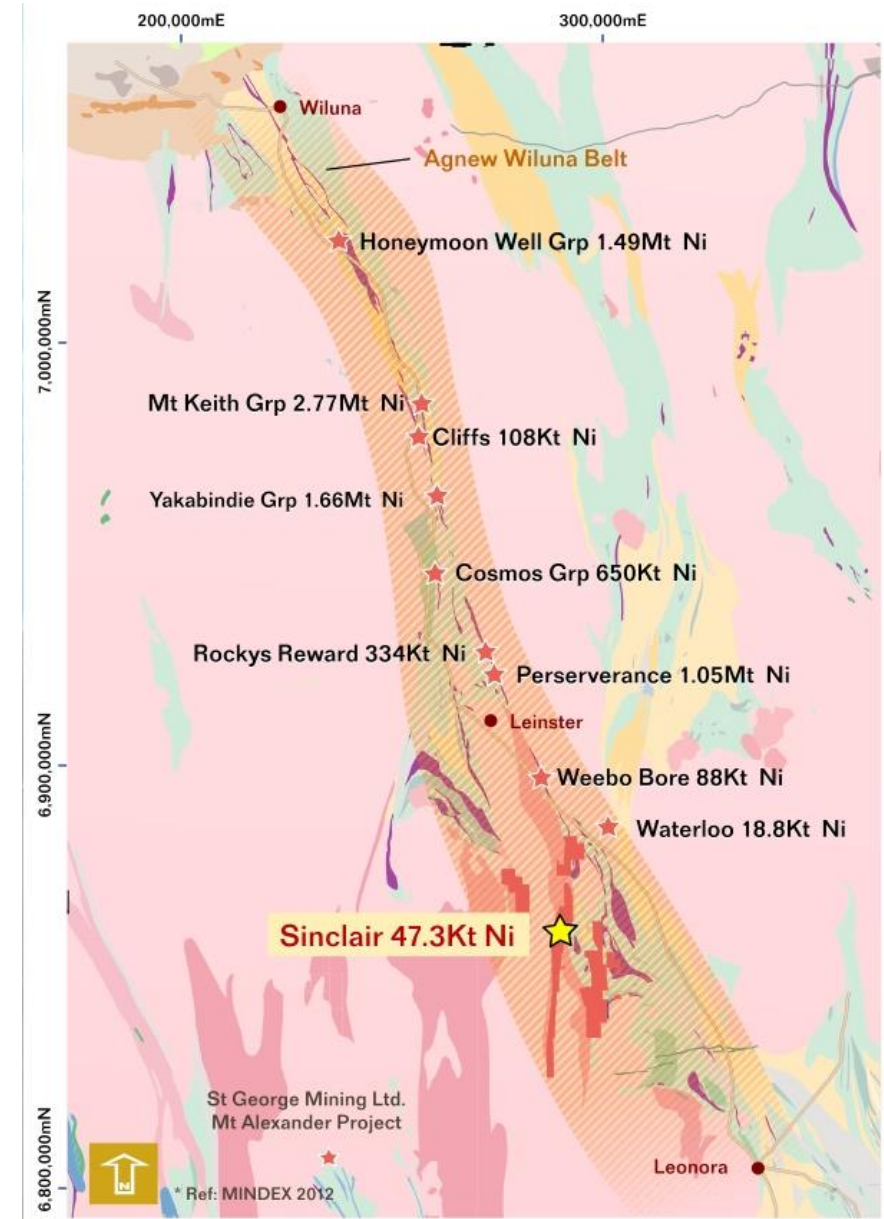 200,000mE
300,000mE
Wiluna
Agnew Wiluna Belt
Honeymoon Well Grp 1.49Mt Ni
7,000,000mN
Mt Keith Grp 2.77Mt Ni
Cliffs 108Kt Ni
Yakabindie Grp 1.66Mt Ni
Cosmos Grp 650Kt Ni
Rockys Reward 334Kt Ni
Perserverance 1.05Mt Ni
Leinster
6,900,000mN
Weebo Bore 88Kt Ni
Waterloo 18.8Kt Ni
Sinclair 47.3Kt Ni
St George Mining Ltd.
Mt Alexander Project
Leonora
6,800,000mN
N
* Ref: MINDEX 2012